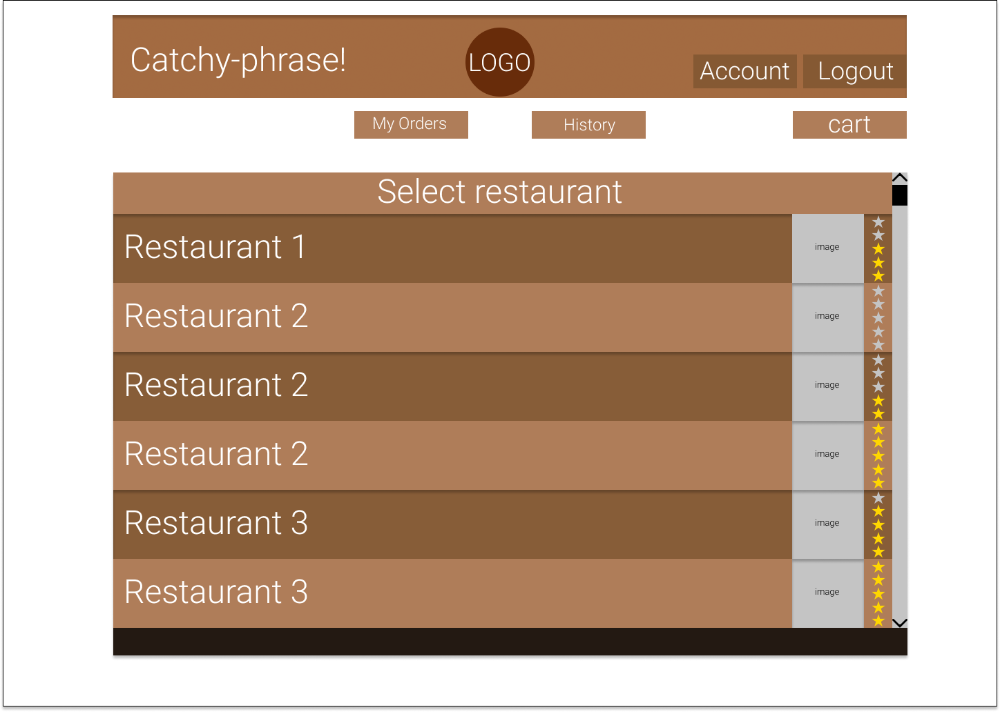 Catchy-phrase!
LOGO
Account
Logout
My Orders
History
cart
Select restaurant
Restaurant 1
image
Restaurant 2
image
Restaurant 2
image
Restaurant 2
image
Restaurant 3
image
Restaurant 3
image